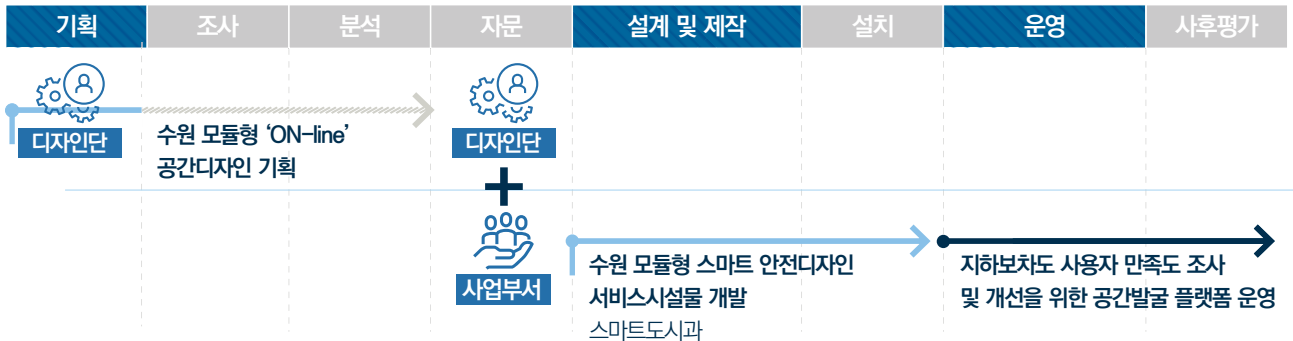 기획 조사 분석 자문 설계 및 제작 설치 운영 사후평가
디자인단
수원 모듈형 ‘ON-line’
공간디자인 기획
디자인단
사업부서
수원 모듈형 스마트 안전디자인
서비스시설물 개발
스마트도시과
지하보차도 사용자 만족도 조사
및 개선을 위한 공간발굴 플랫폼 운영